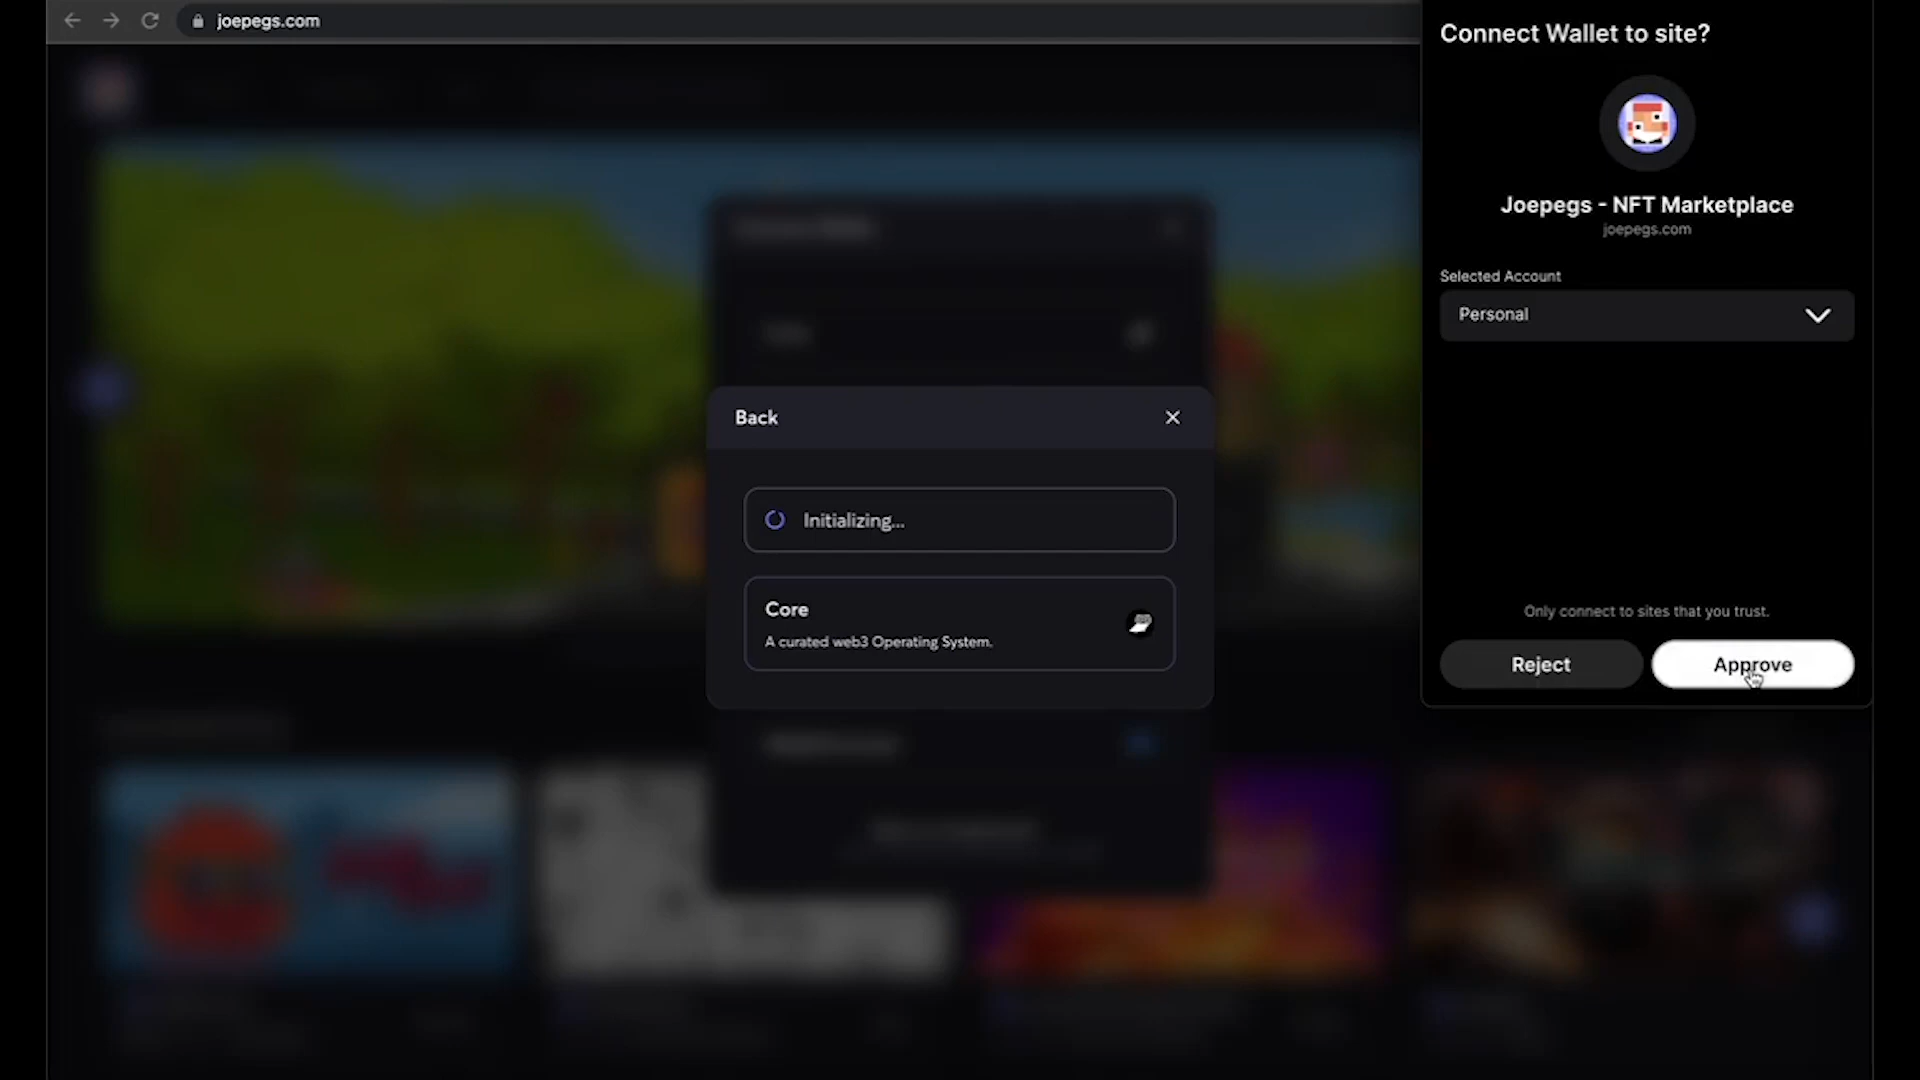 joepegs.com
Connect Wallet to site?
Joepegs - NFT Marketplace
joepegs.com
Selected Account
Personal
Back
Initializing...
Core
A curated web3 Operating System.
Only connect to sites that you trust.
Reject
Approve